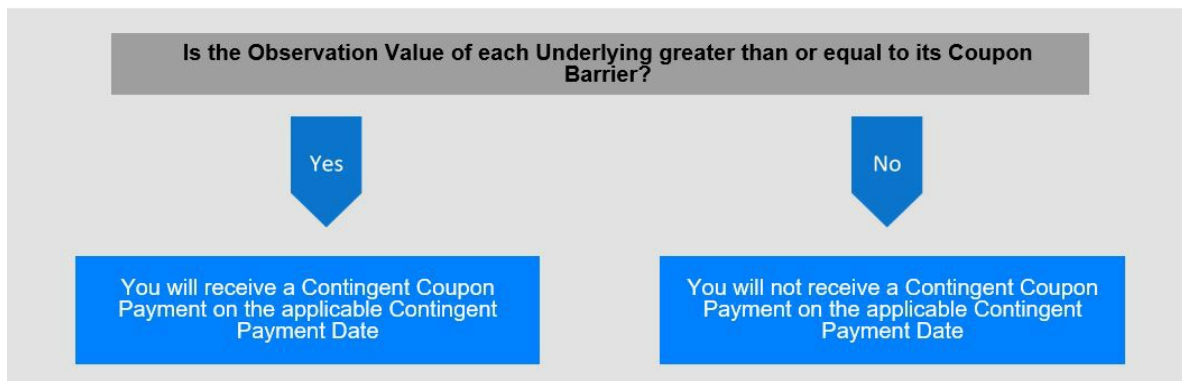 Is the Observation Value of each Underlying greater than or equal to its Coupon
Barrier?
Yes
No
You will receive a Contingent Coupon
Payment on the applicable Contingent
Payment Date
You will not receive a Contingent Coupon
Payment on the applicable Contingent
Payment Date